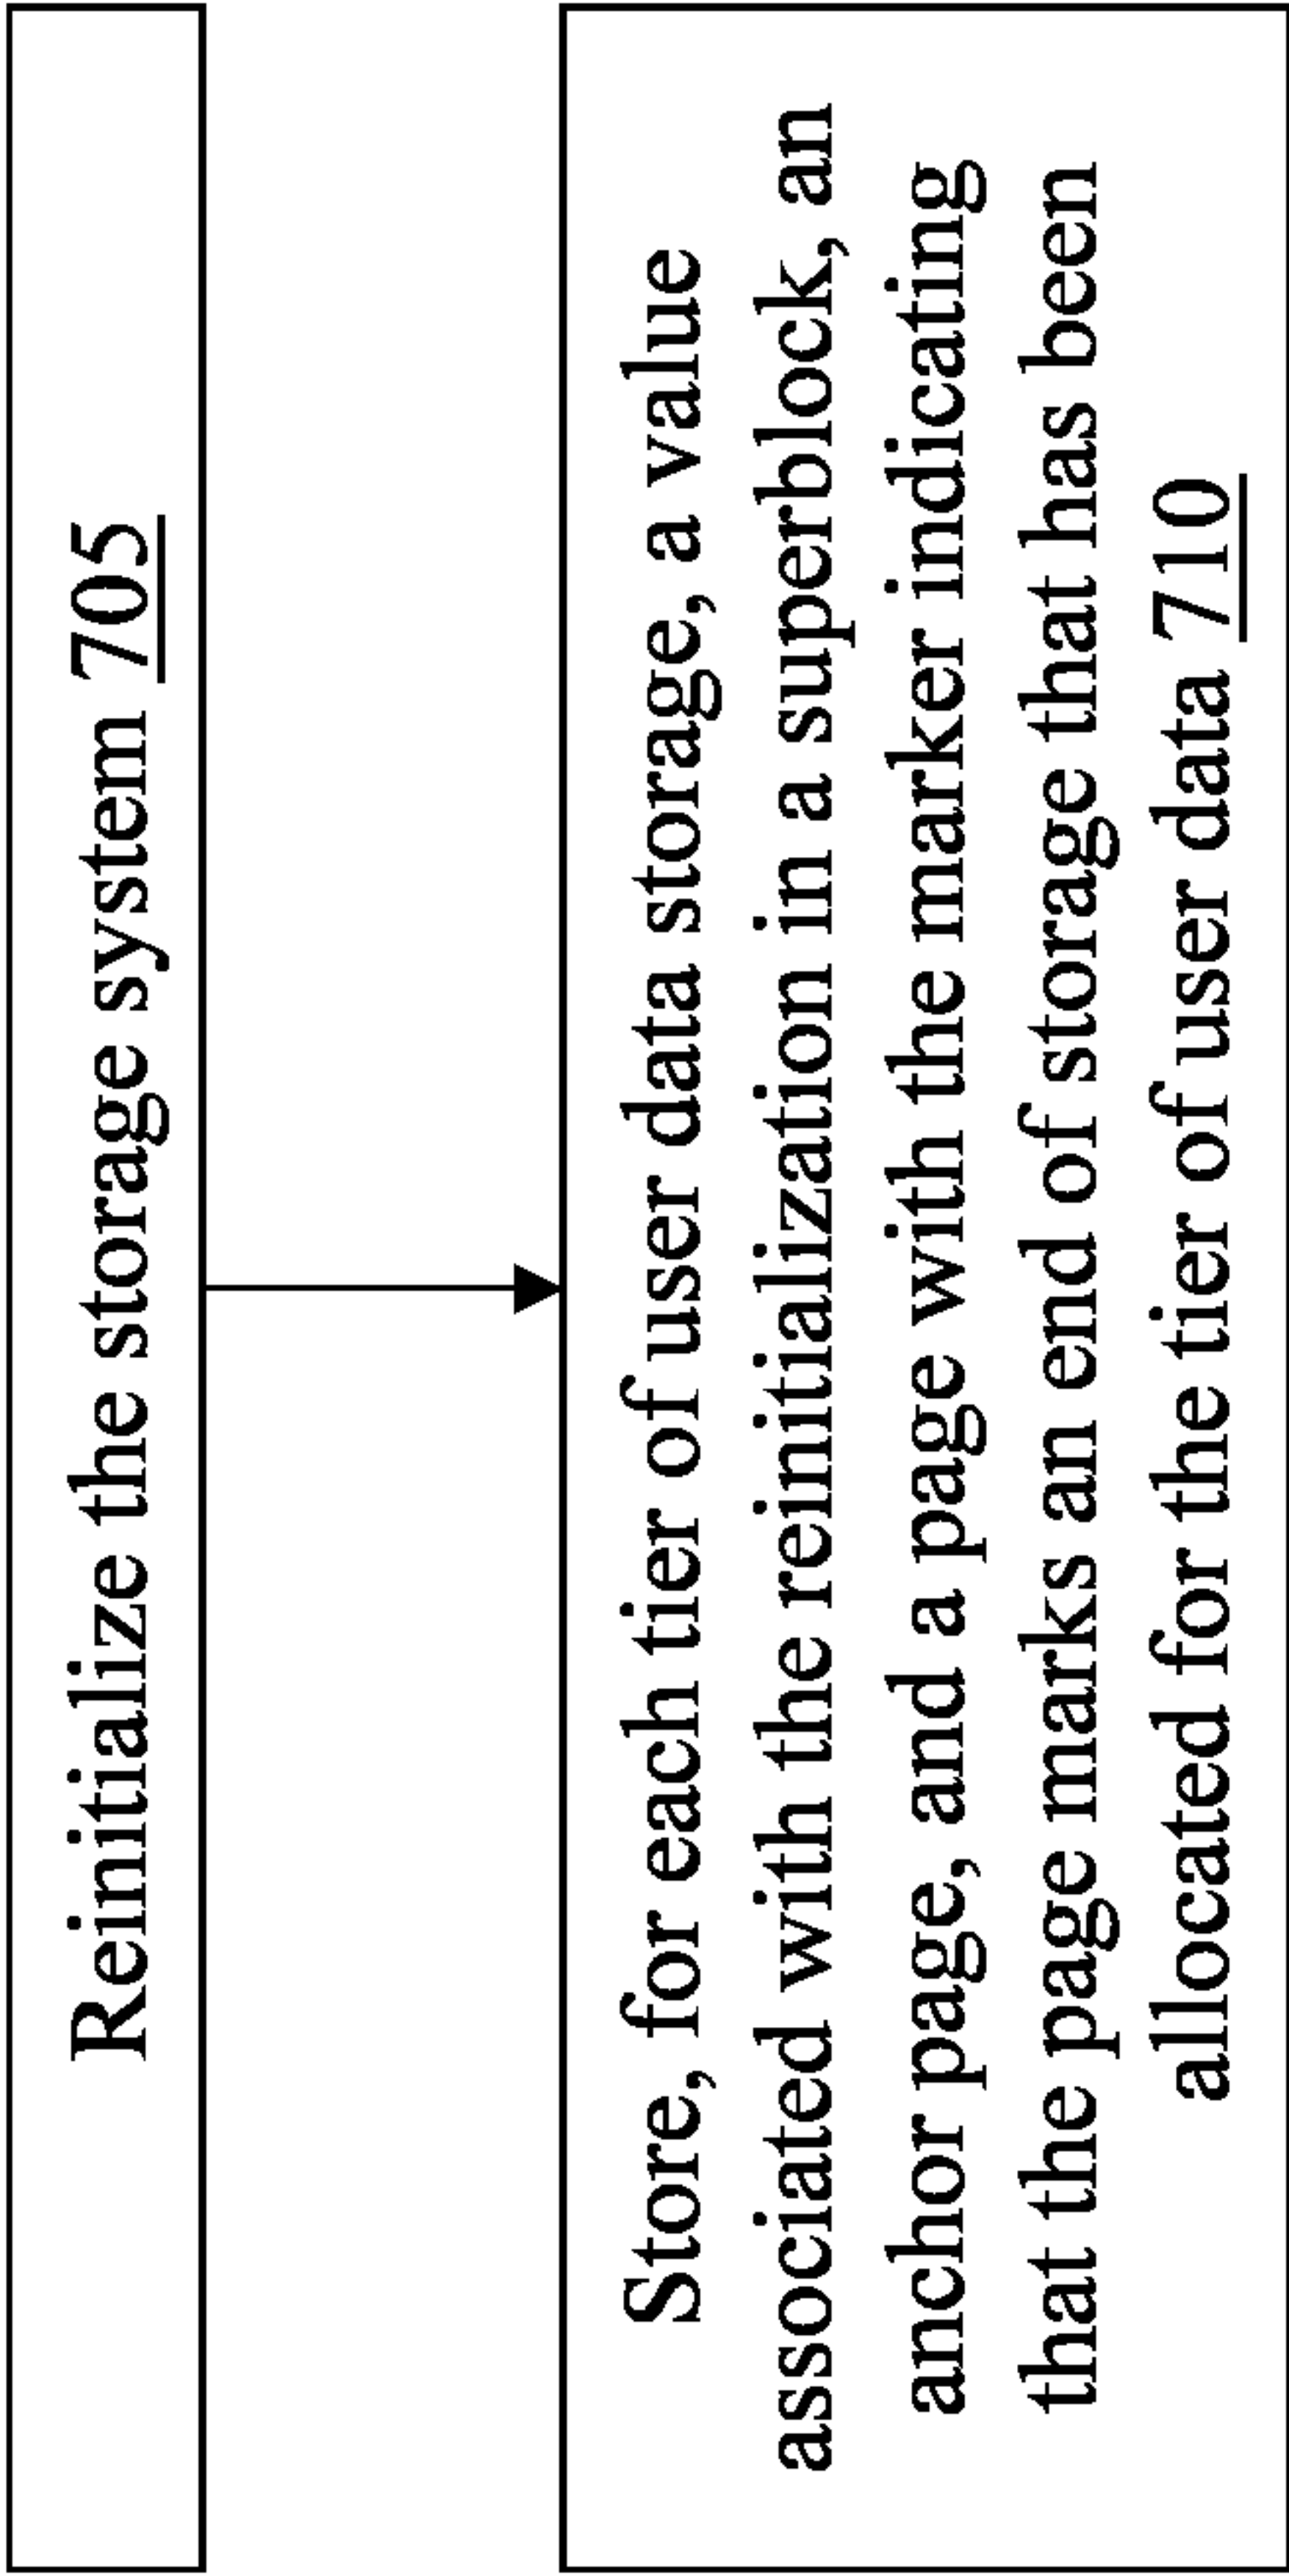 Reinitialize the storage system 705
Store, for each tier of user data storage, a value
associated with the reinitialization in a superblock, an
anchor page, and a page with the marker indicating
that the page marks an end of storage that has been
allocated for the tier of user data 710